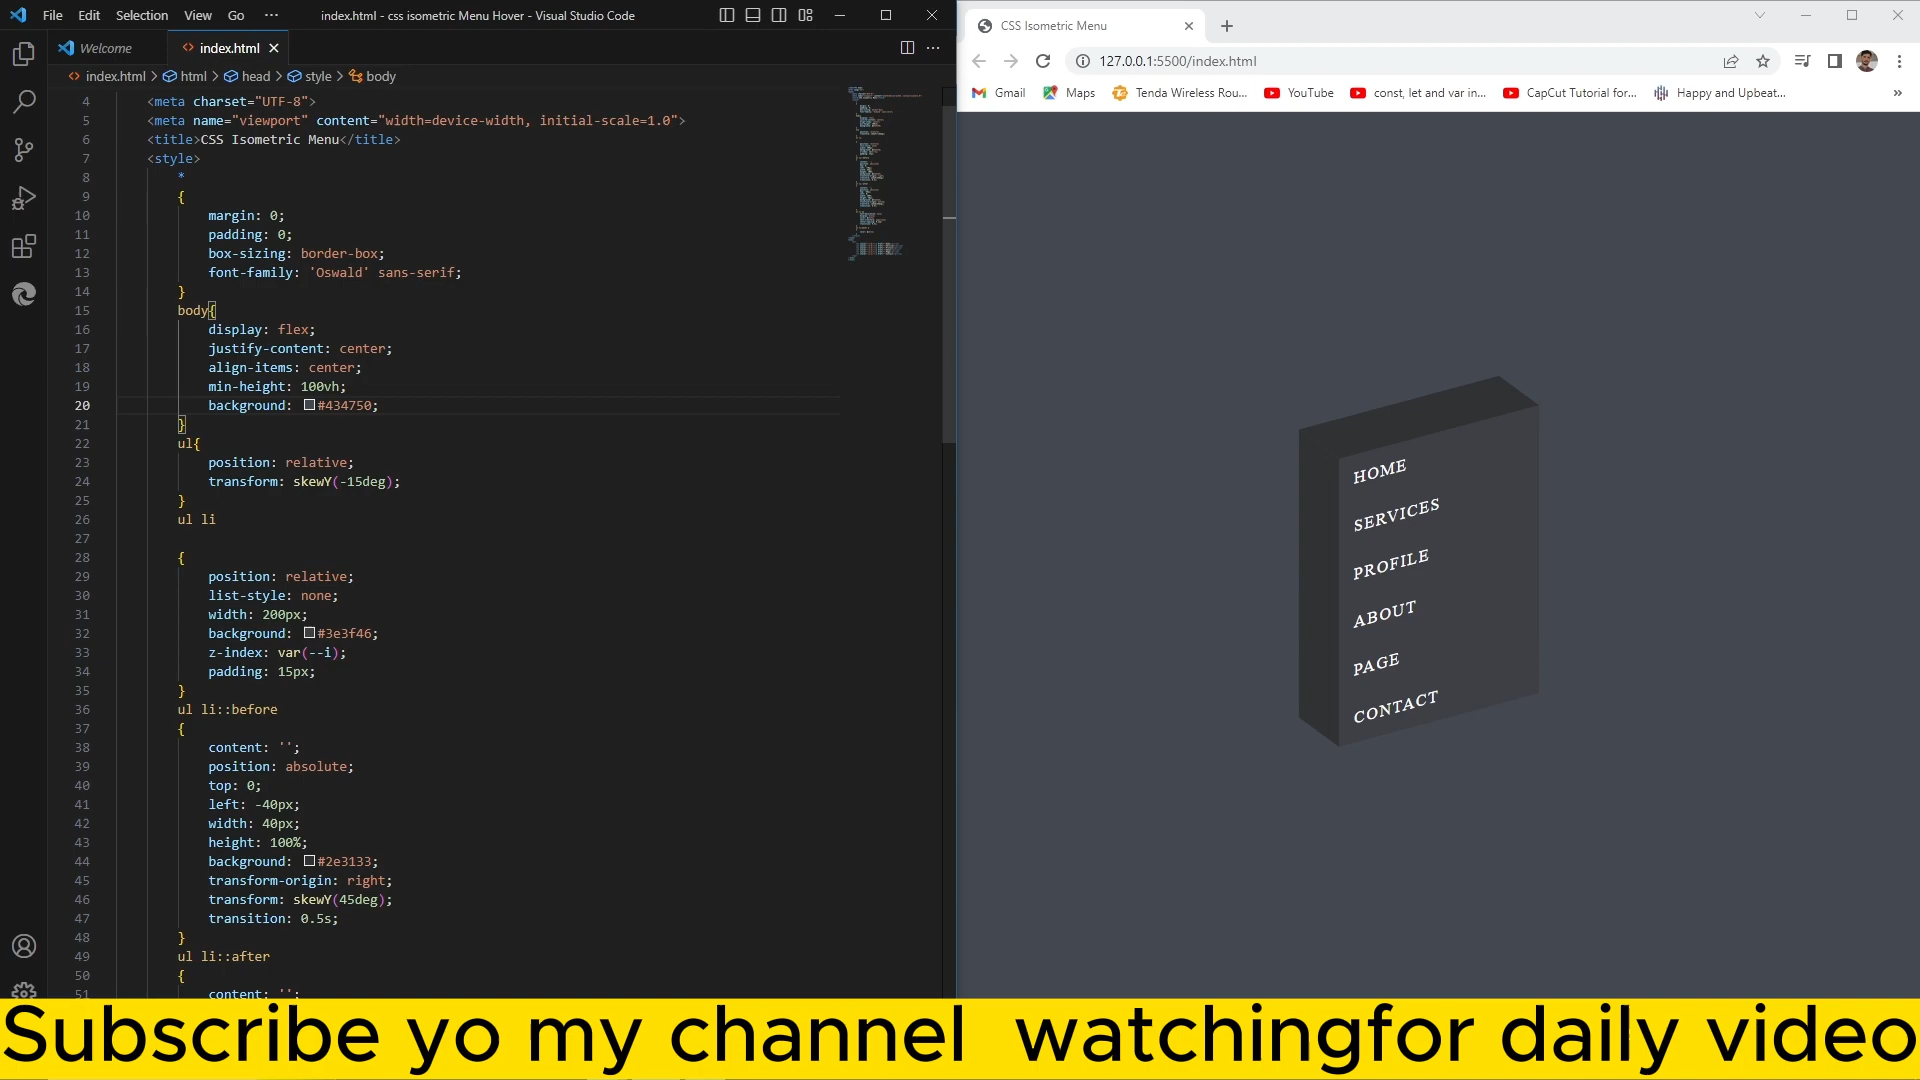 File Edit Selection View Go ··· index.html - css isometric Menu Hover - Visual Studio Code
Welcome index.html
index.html > html > head > style > body
4 <meta charset="UTF-8">
5 <meta name="viewport" content="width=device-width, initial-scale=1.0">
6 <title>CSS Isometric Menu</title>
7 <style>
8 *
9 {
10 margin: 0;
11 padding: 0;
12 box-sizing: border-box;
13 font-family: 'Oswald' sans-serif;
14 }
15 body{
16 display: flex;
17 justify-content: center;
18 align-items: center;
19 min-height: 100vh;
20 background: #434750;
21 }
22 ul{
23 position: relative;
24 transform: skewY(-15deg);
25 }
26 ul li
27
28 {
29 position: relative;
30 list-style: none;
31 width: 200px;
32 background: #3e3f46;
33 z-index: var(--i);
34 padding: 15px;
35 }
36 ul li::before
37 {
38 content: '';
39 position: absolute;
40 top: 0;
41 left: -40px;
42 width: 40px;
43 height: 100%;
44 background: #2e3133;
45 transform-origin: right;
46 transform: skewY(45deg);
47 transition: 0.5s;
48 }
49 ul li::after
50 {
51 content: '';
CSS Isometric Menu
127.0.0.1:5500/index.html
Gmail Maps Tenda Wireless Rou... YouTube const, let and var in... CapCut Tutorial for... Happy and Upbeat... »
HOME
SERVICES
PROFILE
ABOUT
PAGE
CONTACT
Subscribe yo my channel watchingfor daily video